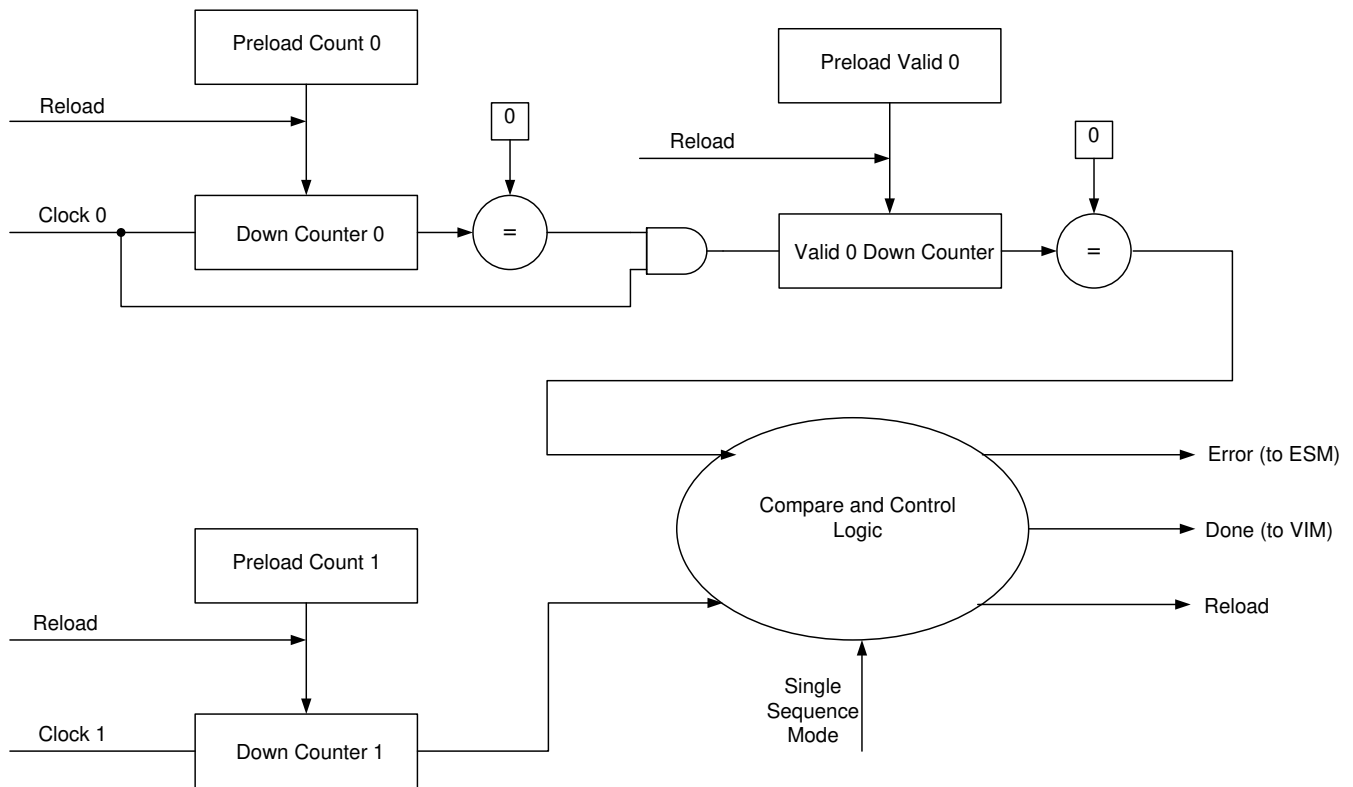 Preload Count 0
Preload Valid 0
Reload
0
0
Reload
Clock 0
Down Counter 0
=
Valid 0 Down Counter
=
Error (to ESM)
Compare and Control
Logic
Done (to VIM)
Preload Count 1
Reload
Reload
Single
Sequence
Mode
Clock 1
Down Counter 1